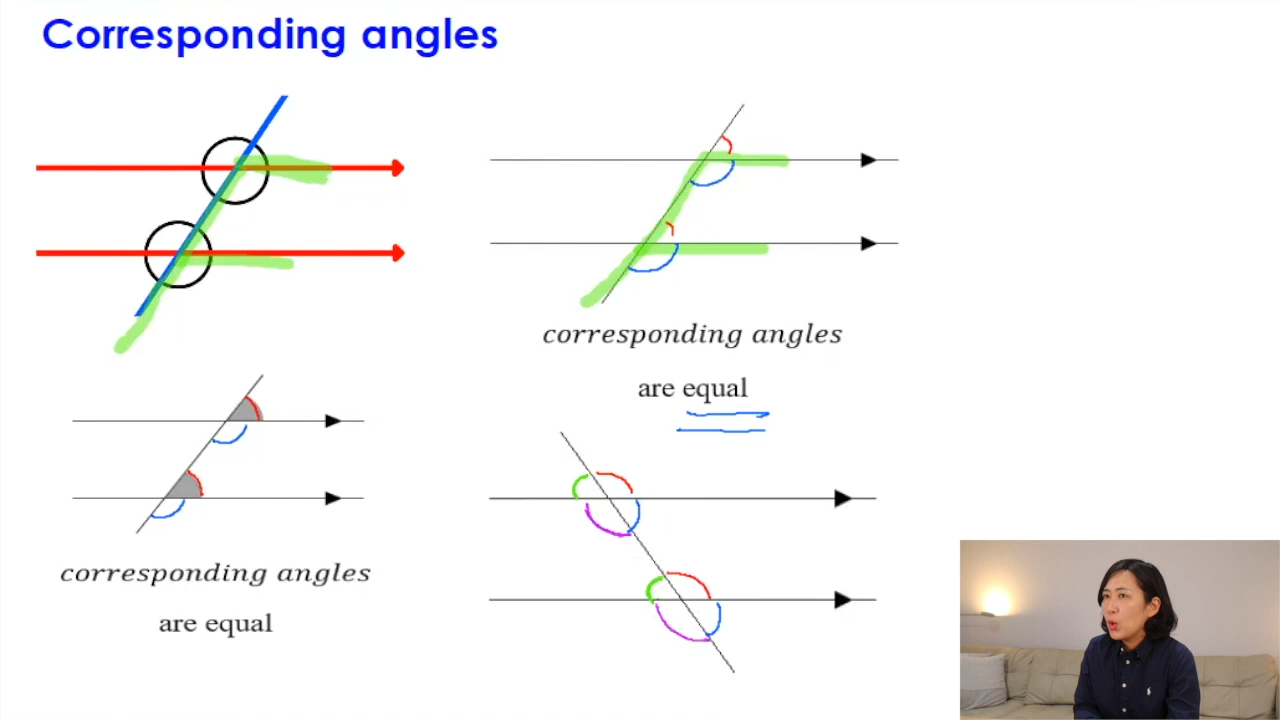 Corresponding angles
corresponding angles
are equal
corresponding angles
are equal